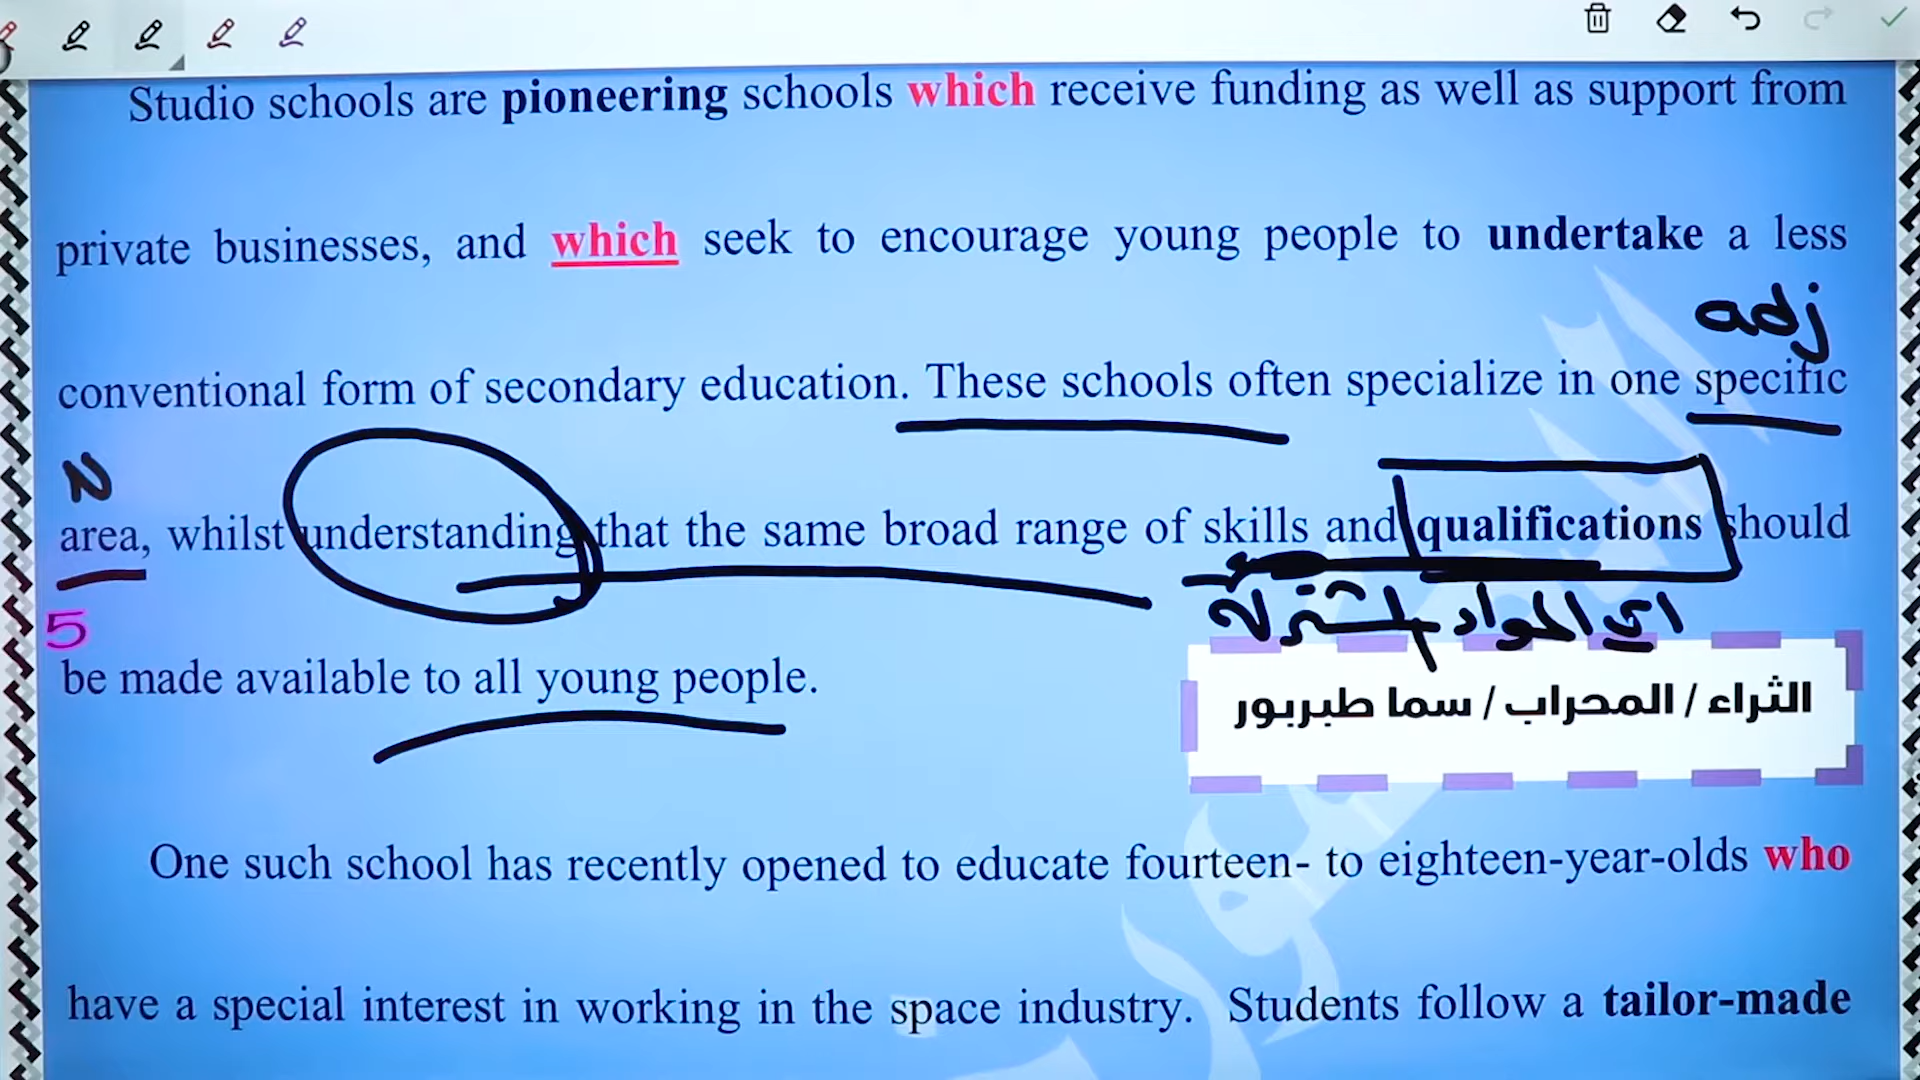 Studio schools are pioneering schools which receive funding as well as support from
private businesses, and which seek to encourage young people to undertake a less
adj
conventional form of secondary education. These schools often specialize in one specific
N
area, whilst understanding that the same broad range of skills and qualifications should
اي المواد المشتركة
5
be made available to all young people.
الثراء / المحراب / سما طبربور
One such school has recently opened to educate fourteen- to eighteen-year-olds who
have a special interest in working in the space industry. Students follow a tailor-made